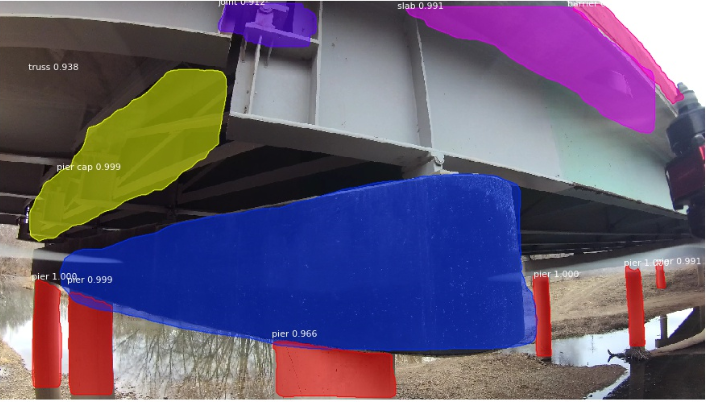 joint 0.912
slab 0.991
barrier
truss 0.938
pier cap 0.999
pier 1.000
pier 0.999
pier 1.000
0.991
pier 1.000
pier 0.966